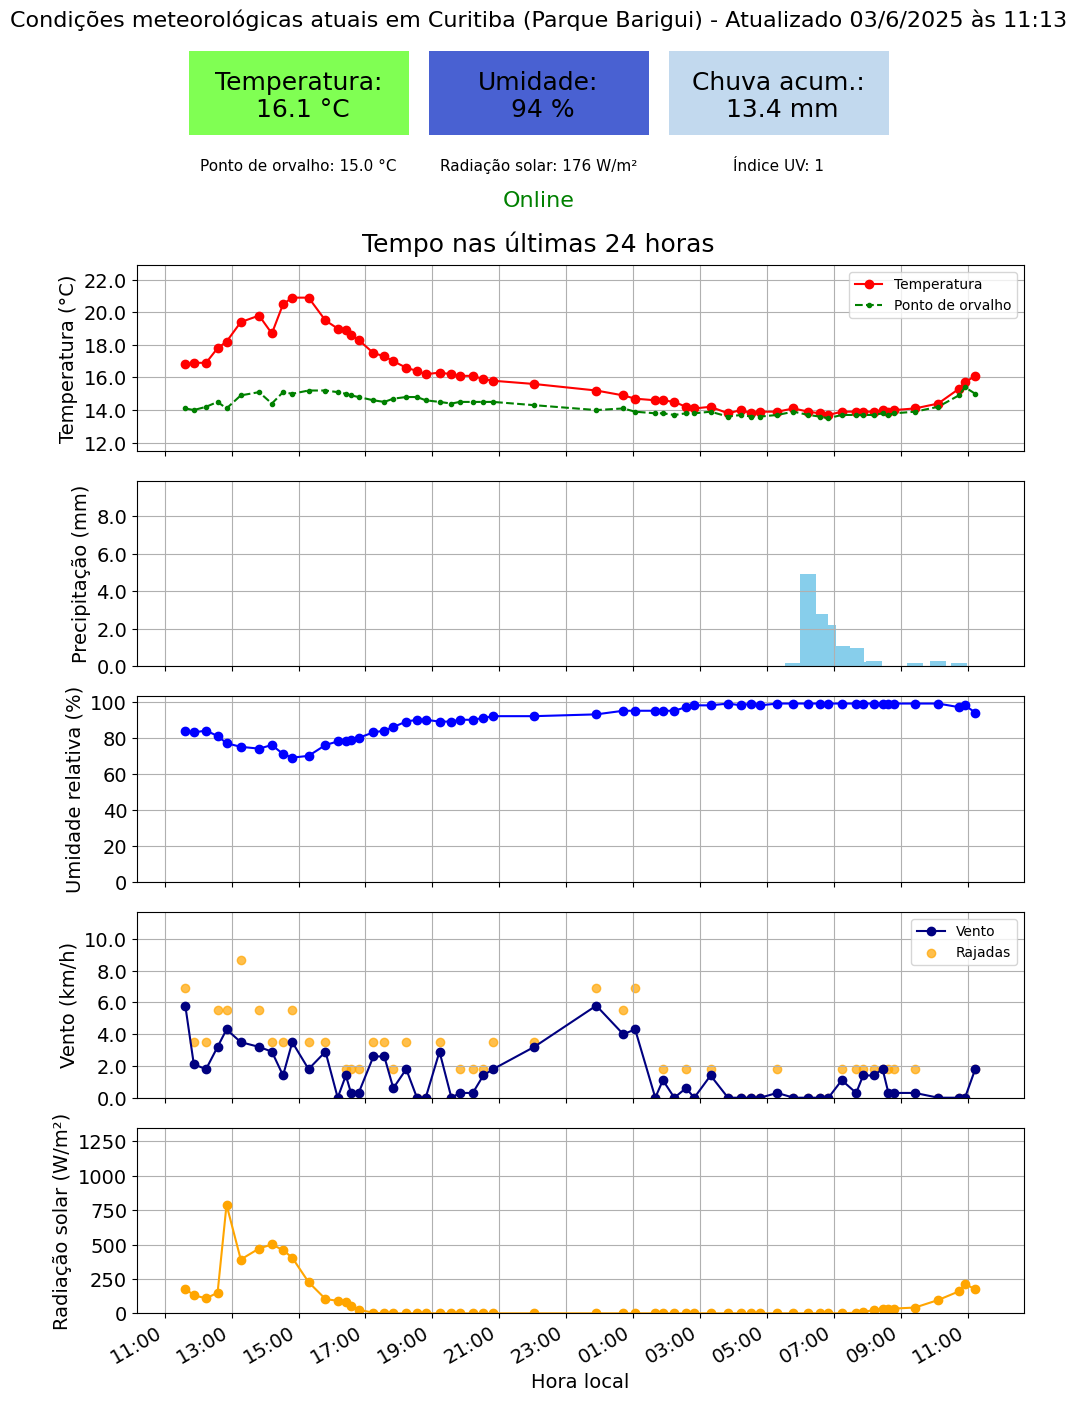 Condições meteorológicas atuais em Curitiba (Parque Barigui) - Atualizado 03/6/2025 às 11:13
Temperatura:
16.1 °C
Umidade:
94 %
Chuva acum.:
13.4 mm
Ponto de orvalho: 15.0 °C
Radiação solar: 176 W/m²
Índice UV: 1
Online
Tempo nas últimas 24 horas
Temperatura (°C)
22.0
20.0
18.0
16.0
14.0
12.0
Temperatura
Ponto de orvalho
Precipitação (mm)
8.0
6.0
4.0
2.0
0.0
Umidade relativa (%)
100
80
60
40
20
0
Vento (km/h)
10.0
8.0
6.0
4.0
2.0
0.0
Vento
Rajadas
Radiação solar (W/m²)
1250
1000
750
500
250
0
11:00
13:00
15:00
17:00
19:00
21:00
23:00
01:00
03:00
05:00
07:00
09:00
11:00
Hora local